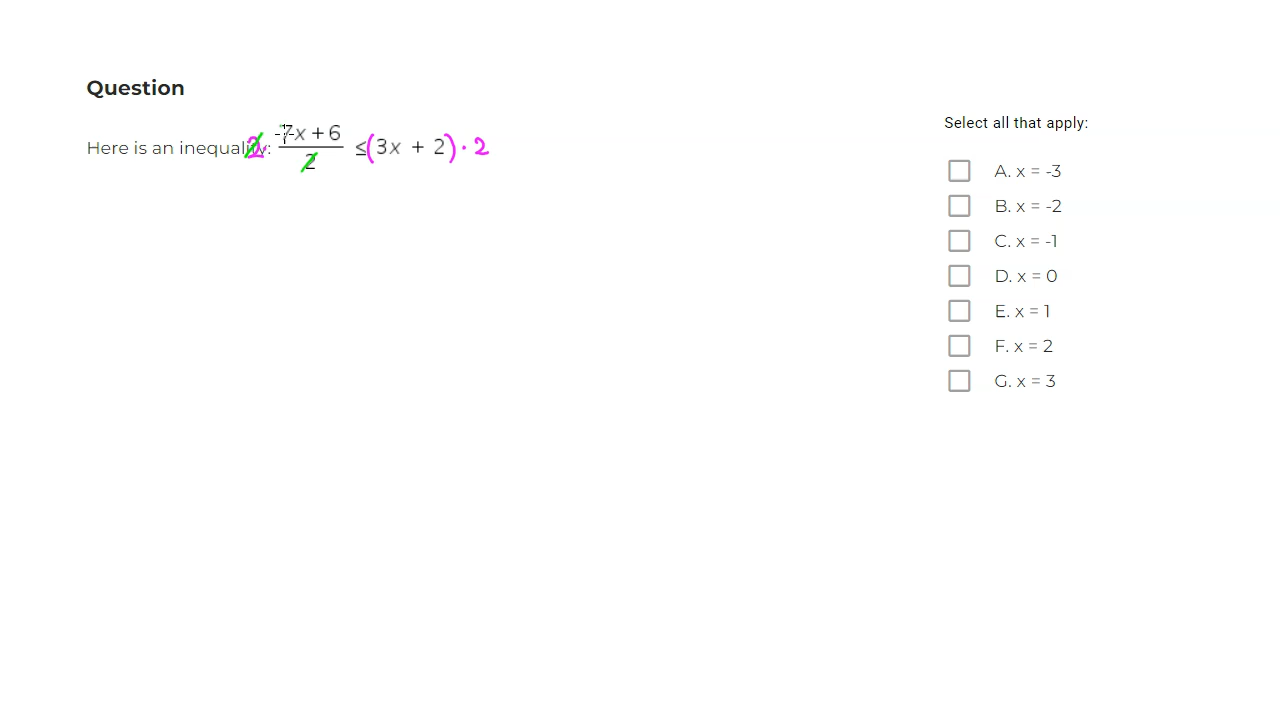 Question
Here is an inequality: 2 (-7x + 6)/2 ≤ (3x + 2) · 2
Select all that apply:
A. x = -3
B. x = -2
C. x = -1
D. x = 0
E. x = 1
F. x = 2
G. x = 3